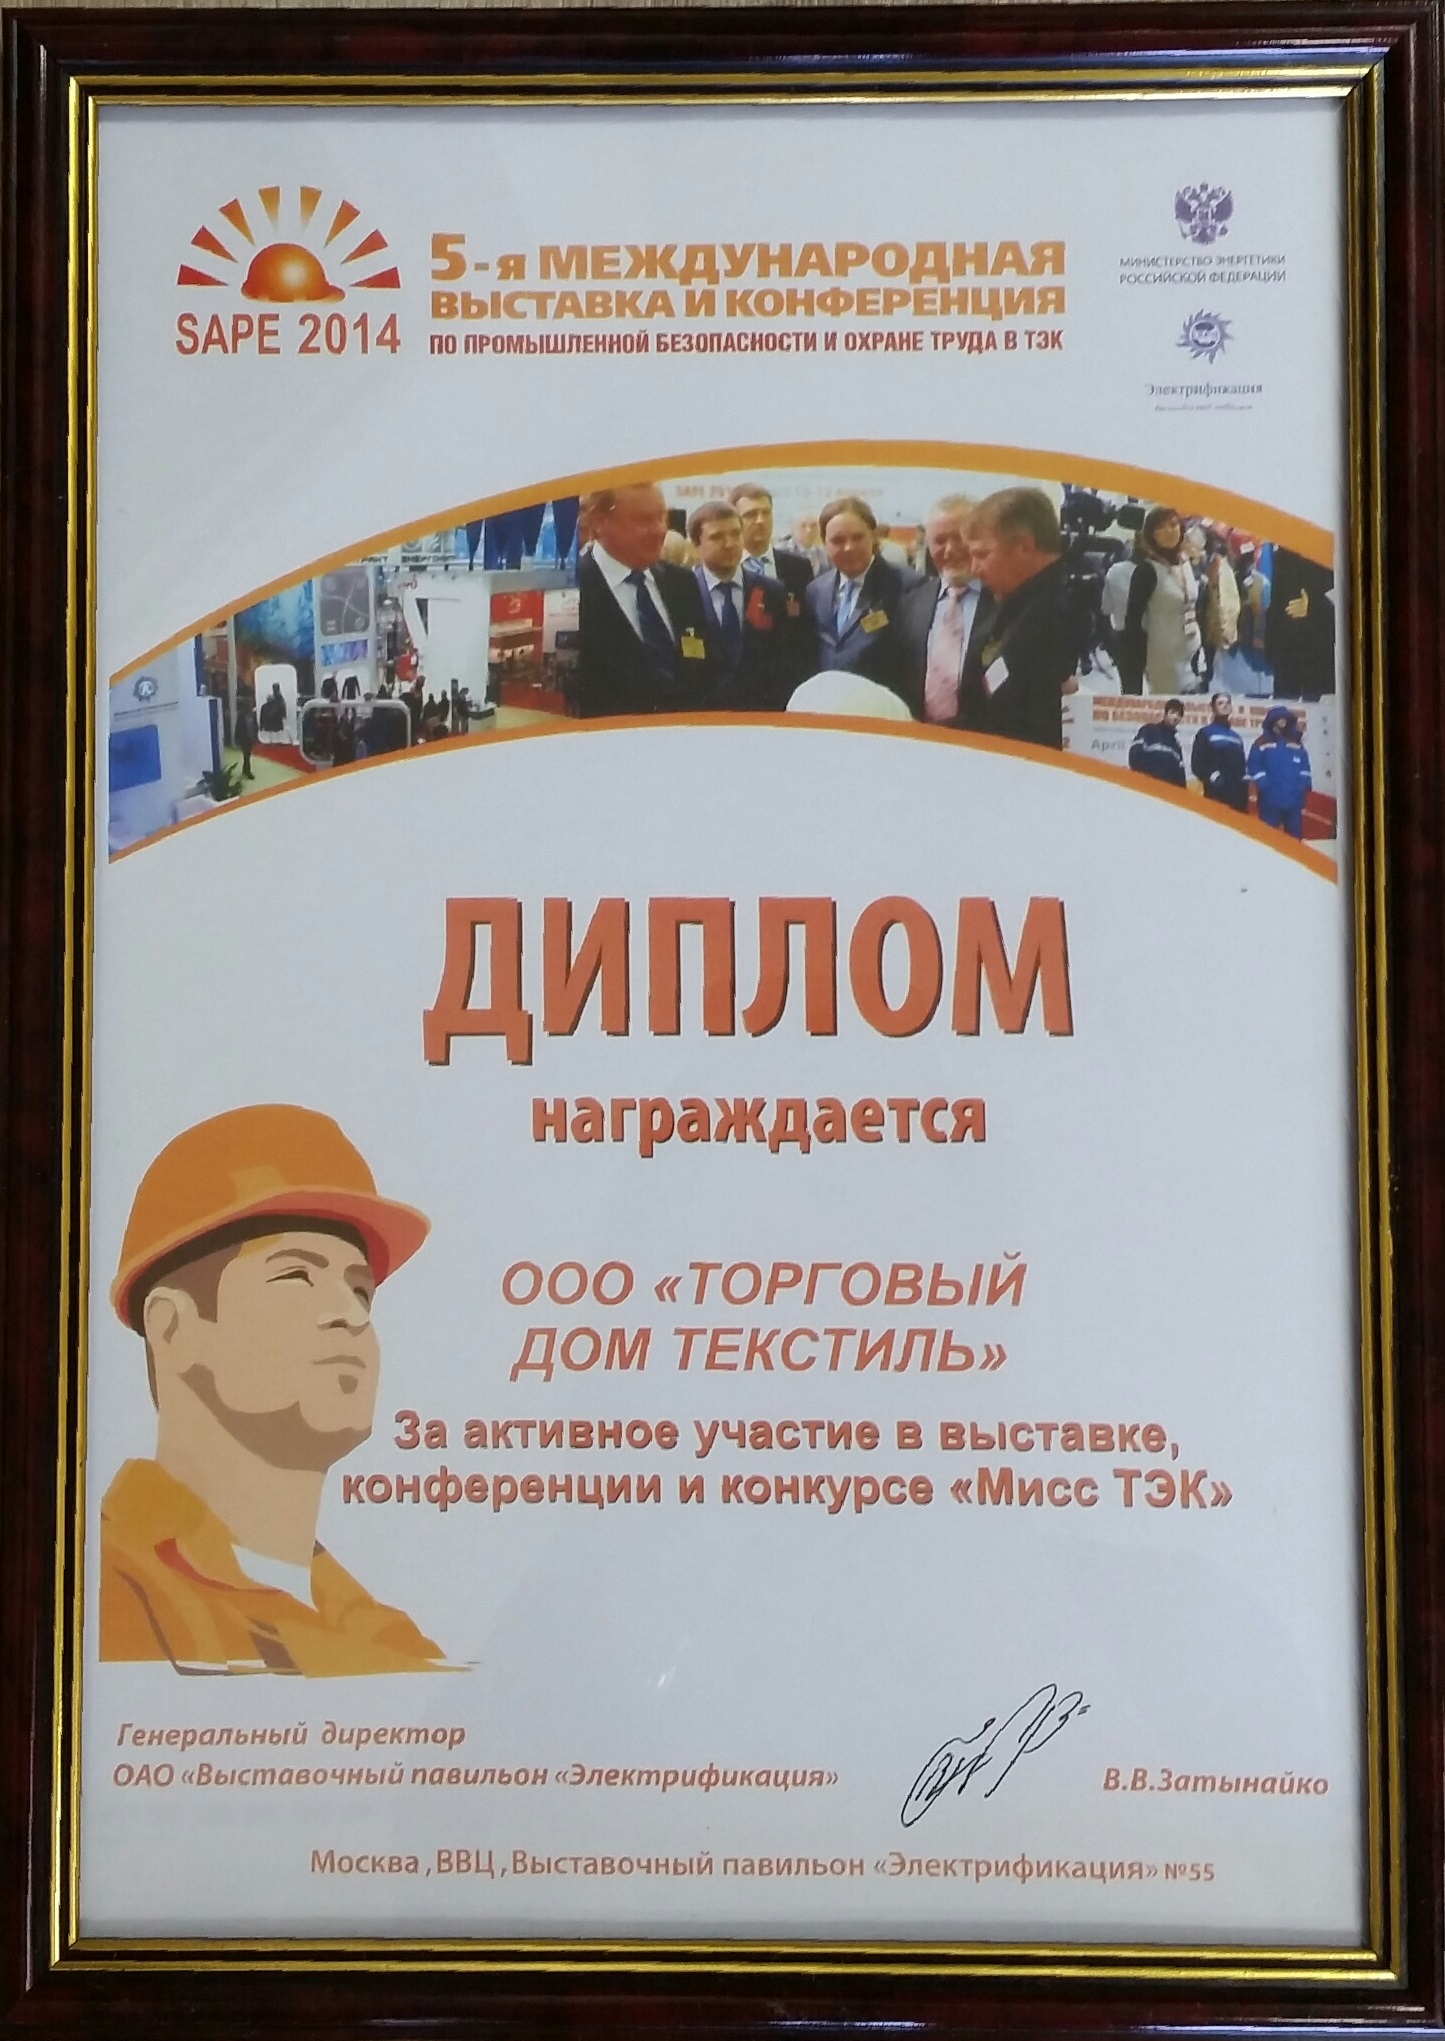 SAPE 2014
5-я МЕЖДУНАРОДНАЯ
ВЫСТАВКА И КОНФЕРЕНЦИЯ
ПО ПРОМЫШЛЕННОЙ БЕЗОПАСНОСТИ И ОХРАНЕ ТРУДА В ТЭК
МИНИСТЕРСТВО ЭНЕРГЕТИКИ
РОССИЙСКОЙ ФЕДЕРАЦИИ
Электрификация
SAPE
April
ДИПЛОМ
награждается
ООО «ТОРГОВЫЙ
ДОМ ТЕКСТИЛЬ»
За активное участие в выставке,
конференции и конкурсе «Мисс ТЭК»
Генеральный директор
ОАО «Выставочный павильон «Электрификация»
В.В.Затынайко
Москва , ВВЦ , Выставочный павильон «Электрификация» №55